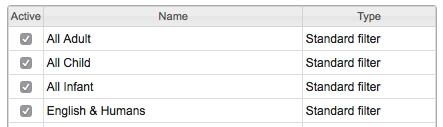 Active Name Type
All Adult Standard filter
All Child Standard filter
All Infant Standard filter
English & Humans Standard filter